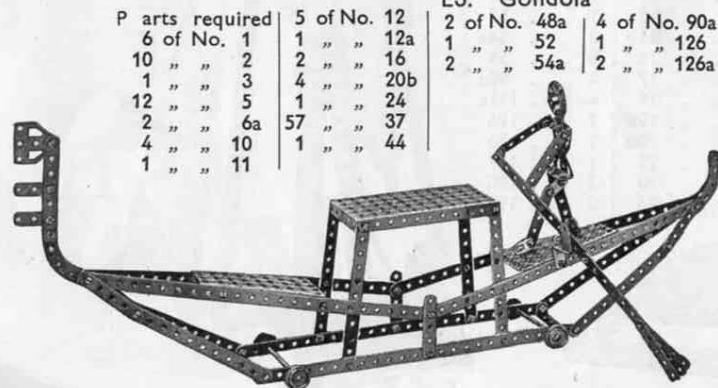 E5. Gondola
P arts required
6 of No. 1
10 „ „ 2
1 „ „ 3
12 „ „ 5
2 „ „ 6a
4 „ „ 10
1 „ „ 11
5 of No. 12
1 „ „ 12a
2 „ „ 16
4 „ „ 20b
1 „ „ 24
57 „ „ 37
1 „ „ 44
2 of No. 48a
1 „ „ 52
2 „ „ 54a
4 of No. 90a
1 „ „ 126
2 „ „ 126a